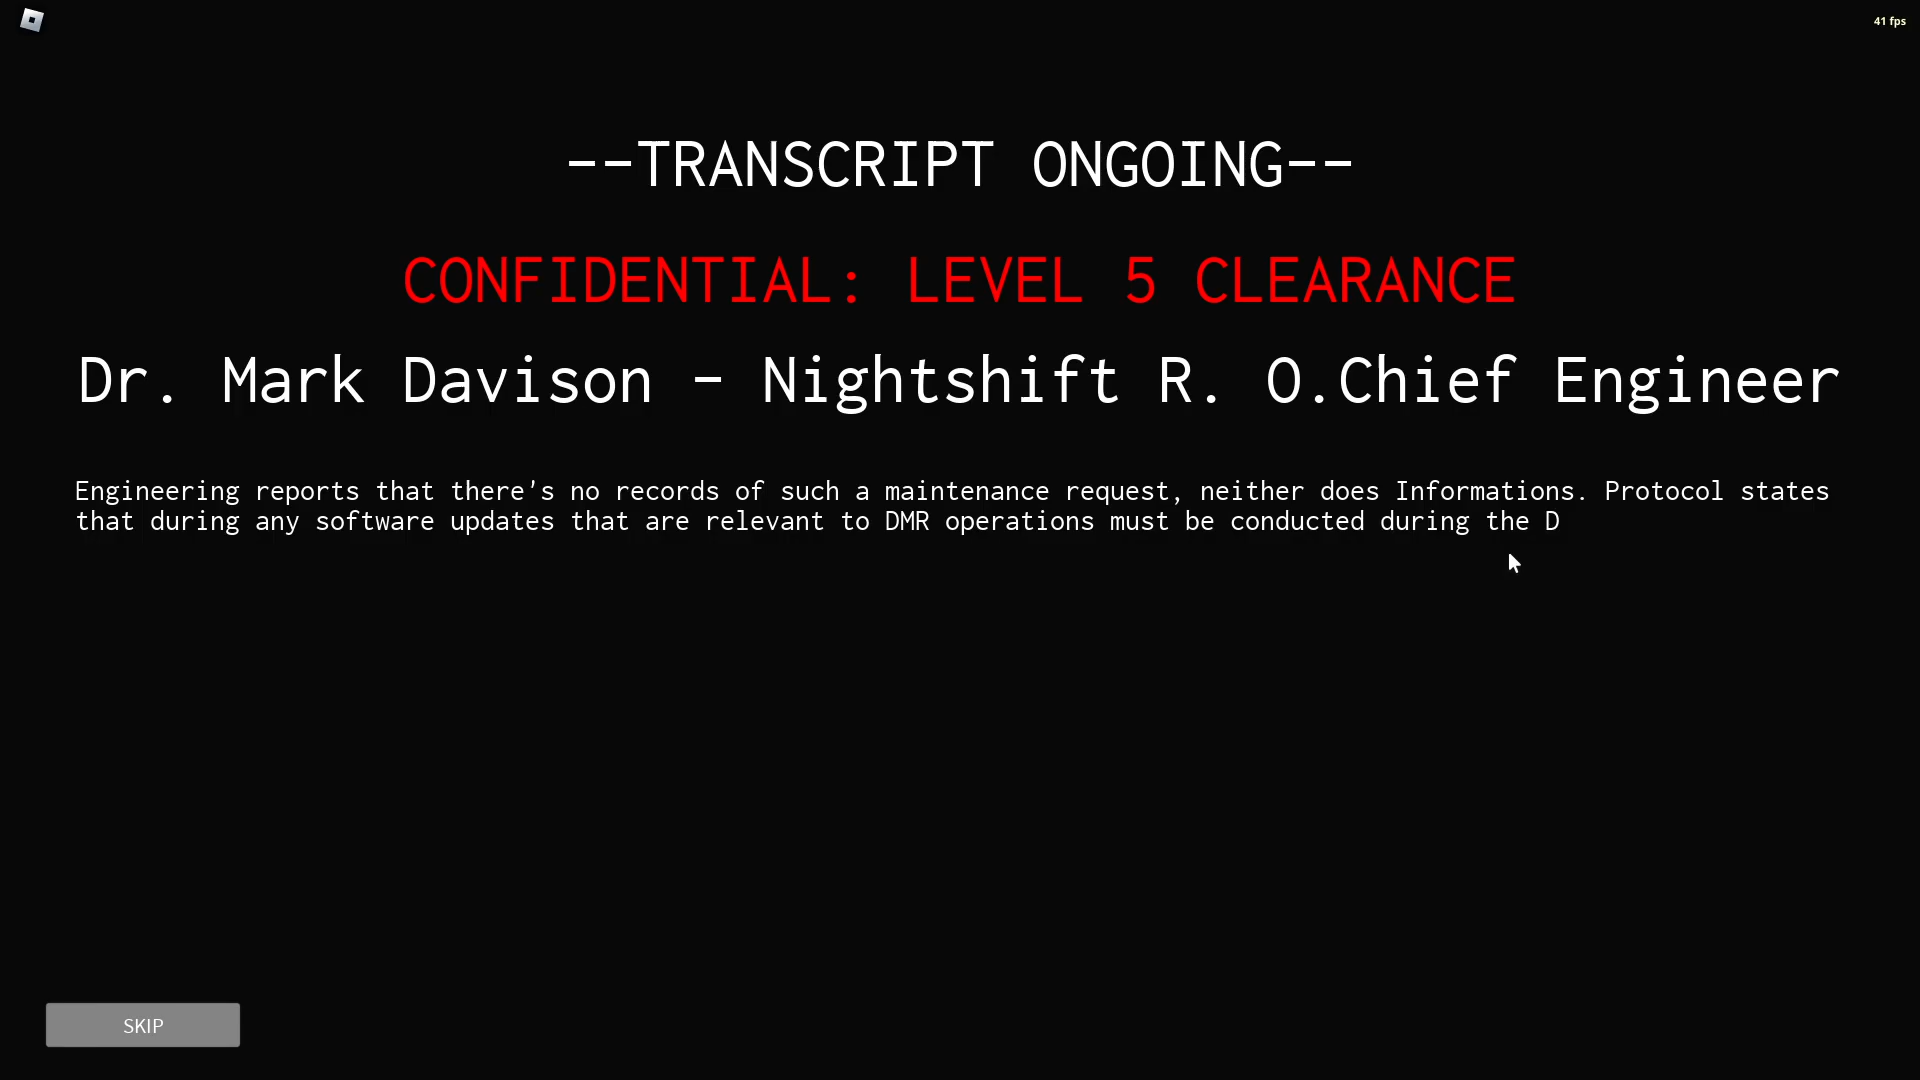 41 fps
--TRANSCRIPT ONGOING--
CONFIDENTIAL: LEVEL 5 CLEARANCE
Dr. Mark Davison - Nightshift R. O.Chief Engineer
Engineering reports that there's no records of such a maintenance request, neither does Informations. Protocol states
that during any software updates that are relevant to DMR operations must be conducted during the D
SKIP